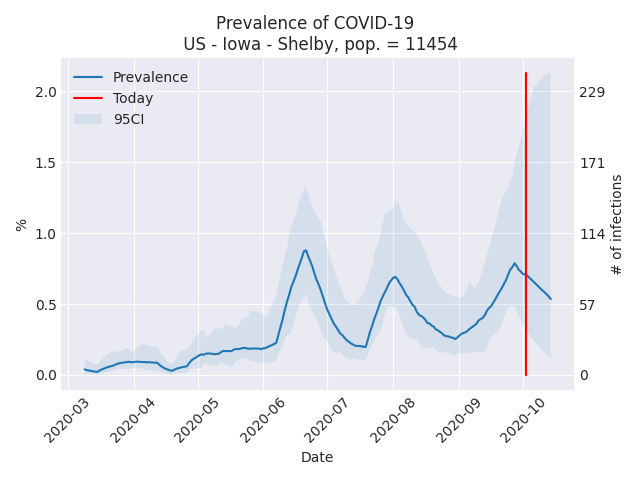 Prevalence of COVID-19
US - Iowa - Shelby, pop. = 11454
Prevalence
Today
95CI
2.0
1.5
1.0
0.5
0.0
%
229
171
114
57
0
# of infections
2020-03
2020-04
2020-05
2020-06
2020-07
2020-08
2020-09
2020-10
Date